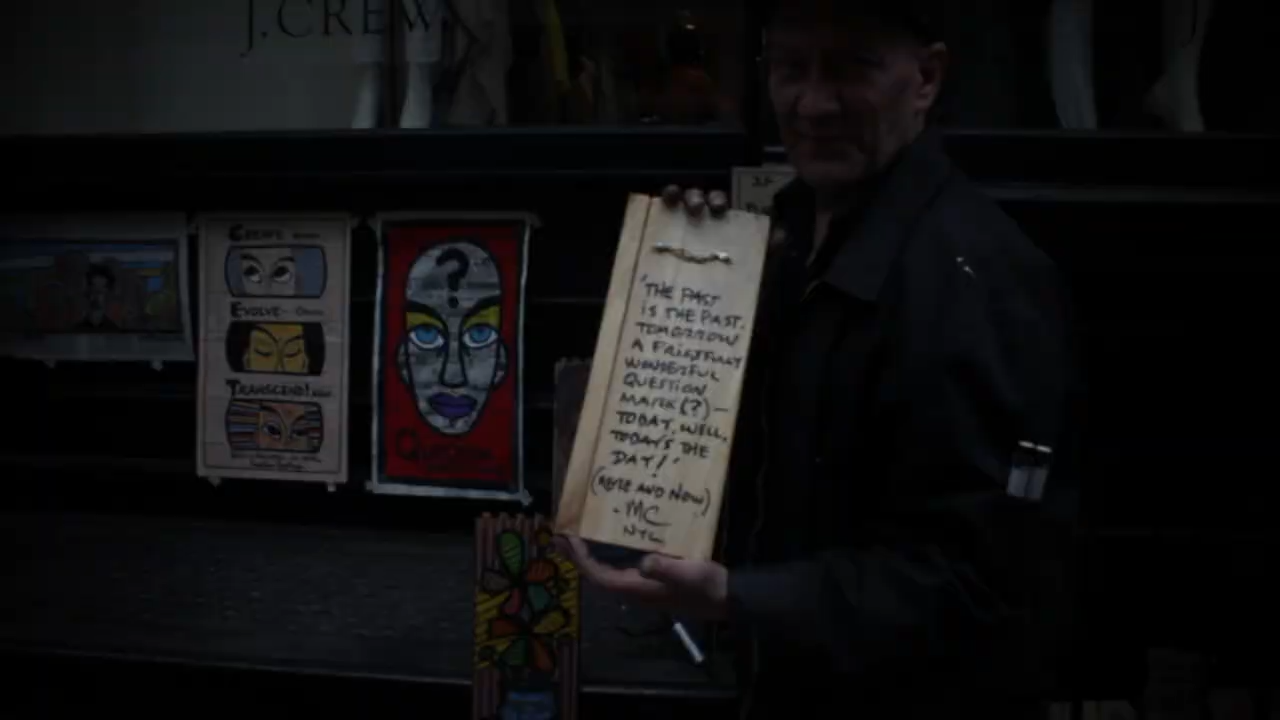 J.CREW
CREATE
EVOLVE--
TRANSCEND!
?
'THE PAST
IS THE PAST.
TOMORROW
A FRIGTFULLY
WONDERFUL
QUESTION
MARK(?)—
TODAY, WELL,
TODAY'S THE
DAY!'
(HERE AND NOW)
-MC
NYC